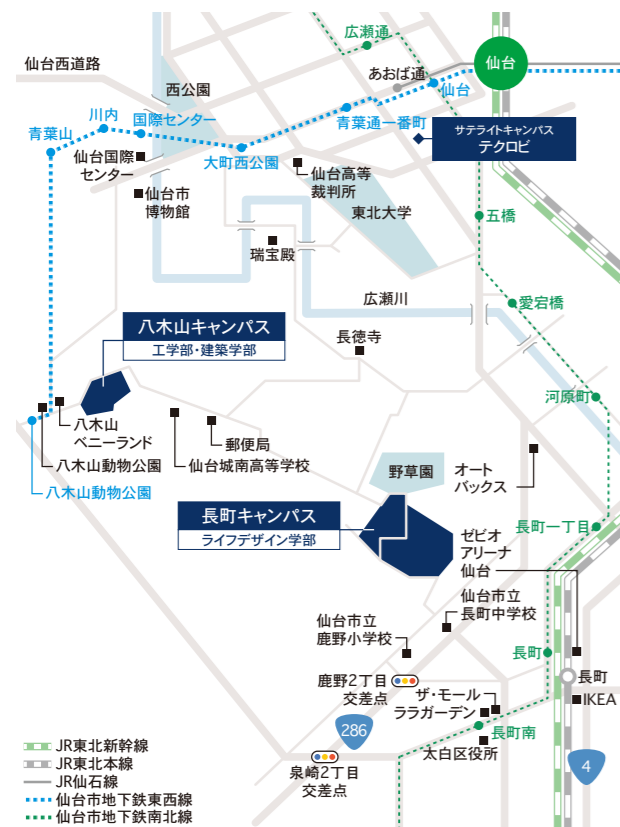 広瀬通
仙台西道路
あおば通
仙台
仙台
西公園
川内
国際センター
青葉山
青葉通一番町
サテライトキャンパス
テクロビ
大町西公園
仙台国際
センター
仙台高等
裁判所
仙台市
博物館
東北大学
五橋
瑞宝殿
広瀬川
愛宕橋
八木山キャンパス
工学部・建築学部
長徳寺
河原町
八木山
ベニーランド
郵便局
八木山動物公園
仙台城南高等学校
八木山動物公園
野草園
オート
バックス
長町キャンパス
ライフデザイン学部
長町一丁目
ゼビオ
アリーナ
仙台
仙台市立
長町中学校
仙台市立
鹿野小学校
長町
長町
鹿野2丁目
交差点
ザ・モール
ララガーデン
IKEA
286
長町南
太白区役所
4
泉崎2丁目
交差点
JR東北新幹線
JR東北本線
JR仙石線
仙台市地下鉄東西線
仙台市地下鉄南北線